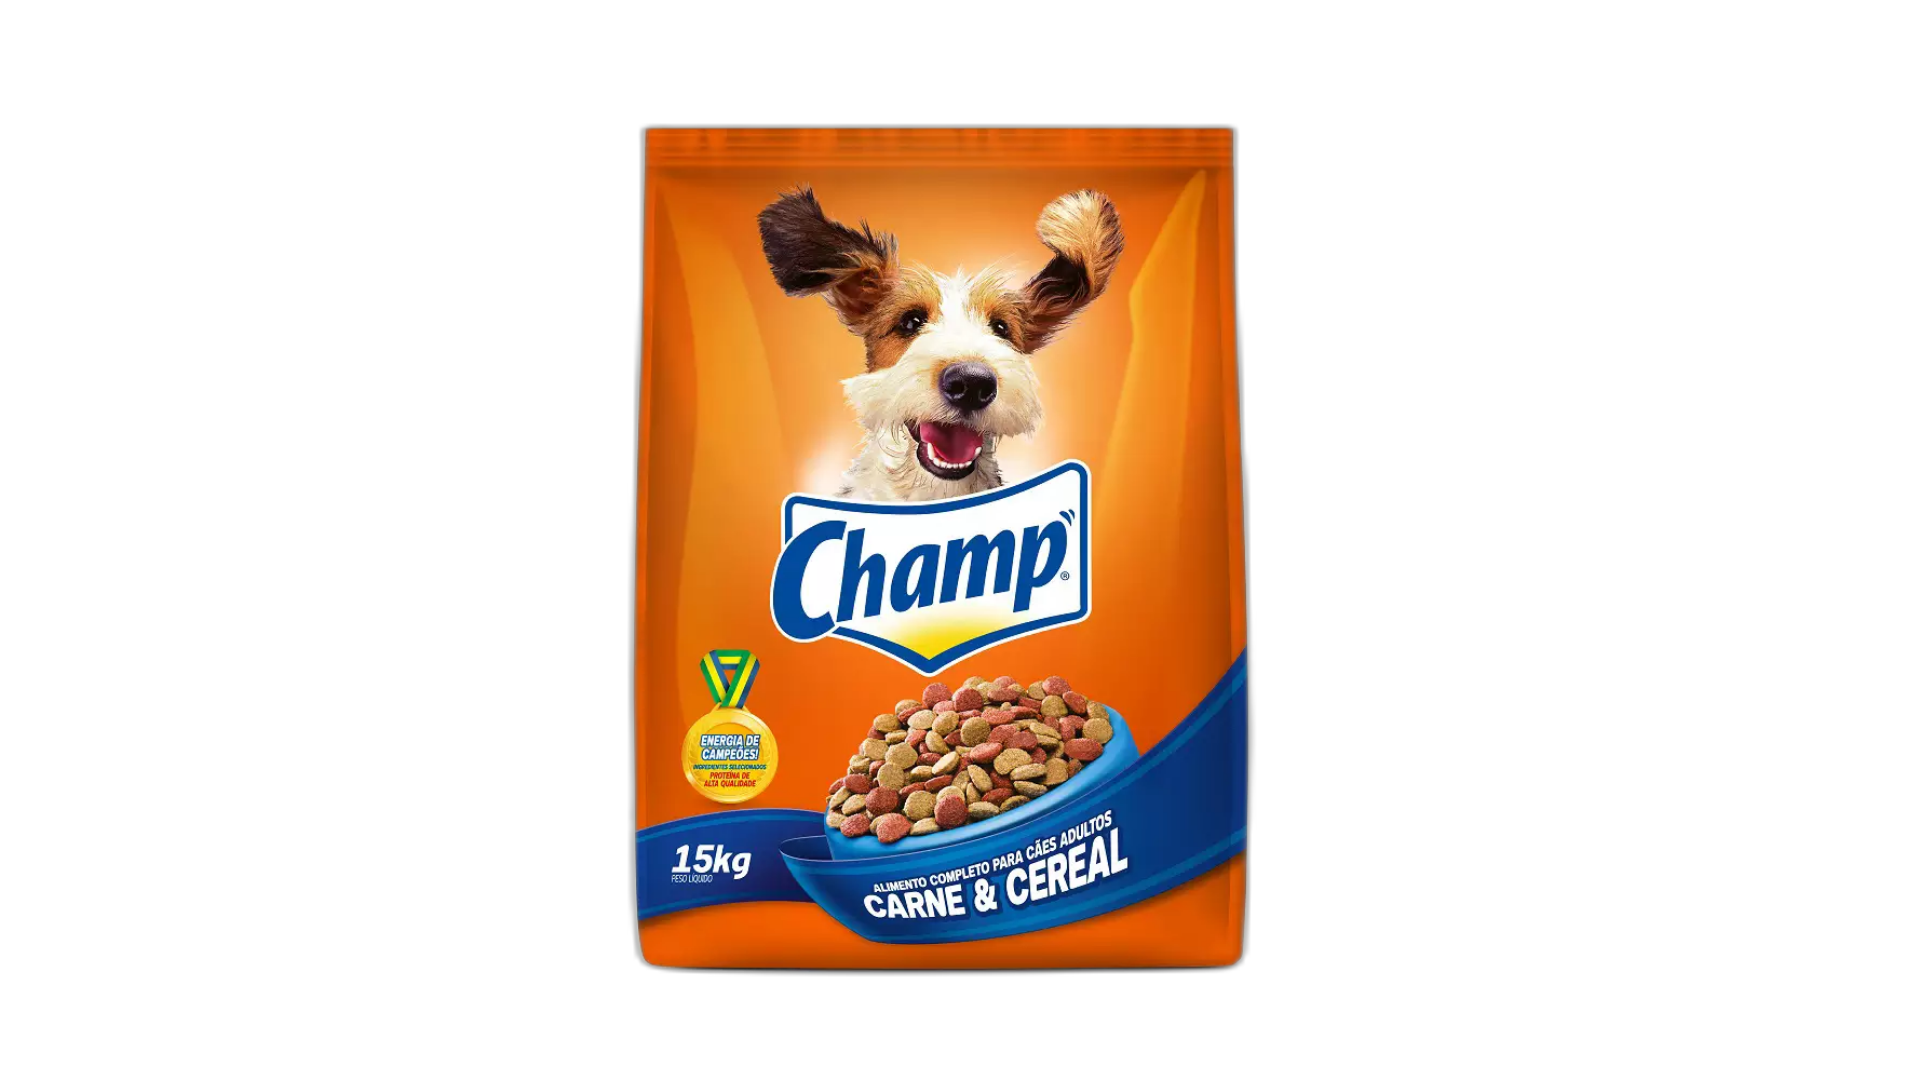 Champ®
ENERGIA DE
CAMPEÕES!
INGREDIENTES SELECIONADOS
PROTEÍNA DE
ALTA QUALIDADE
15kg
PESO LÍQUIDO
ALIMENTO COMPLETO PARA CÃES ADULTOS
CARNE & CEREAL